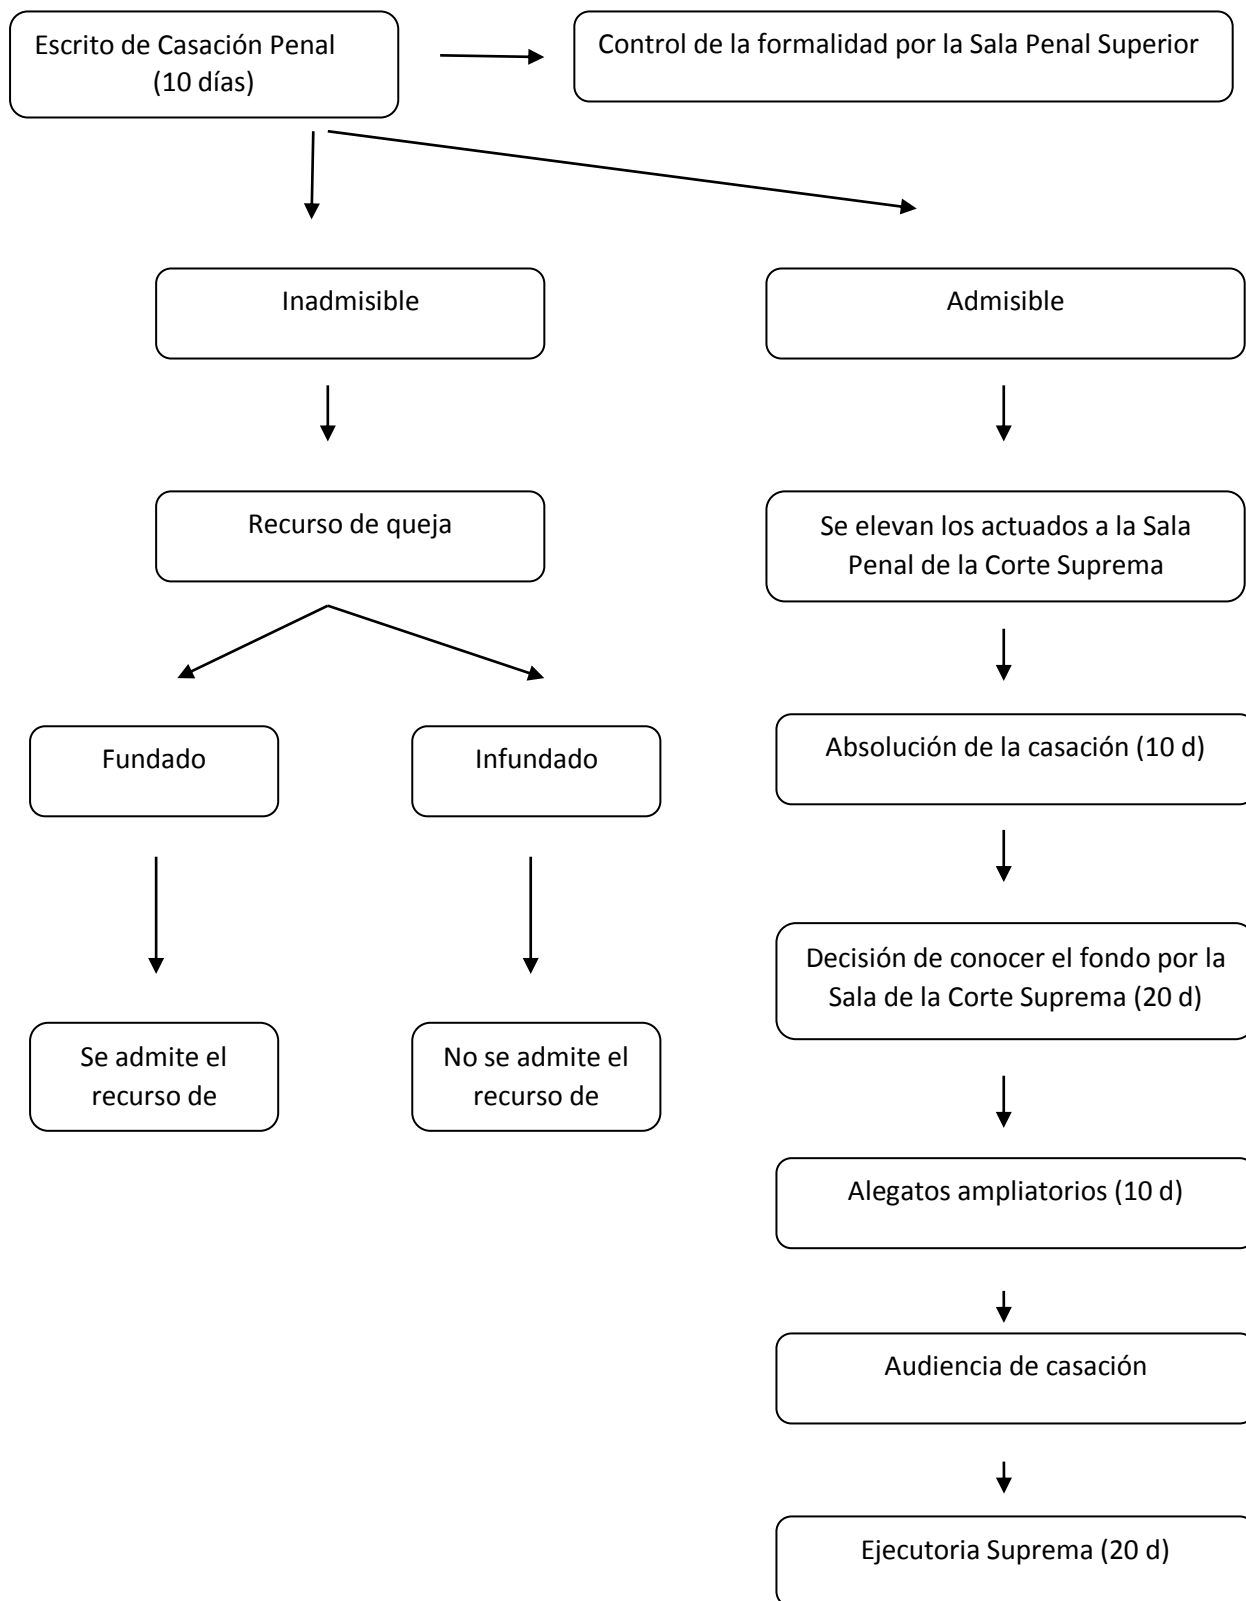 Escrito de Casación Penal
(10 días)
Control de la formalidad por la Sala Penal Superior
Inadmisible
Admisible
Recurso de queja
Se elevan los actuados a la Sala
Penal de la Corte Suprema
Fundado
Infundado
Absolución de la casación (10 d)
Decisión de conocer el fondo por la
Sala de la Corte Suprema (20 d)
Se admite el
recurso de
No se admite el
recurso de
Alegatos ampliatorios (10 d)
Audiencia de casación
Ejecutoria Suprema (20 d)